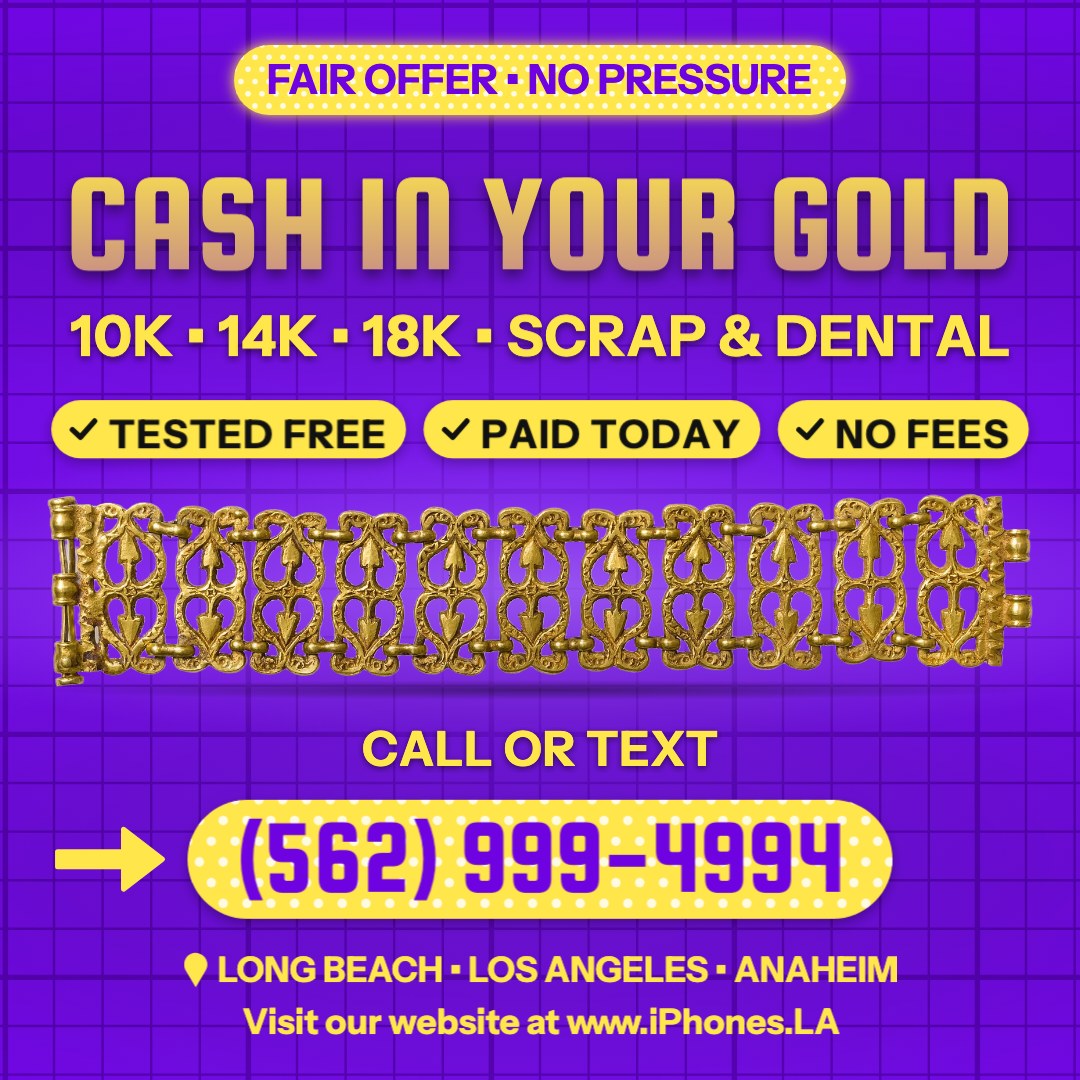 FAIR OFFER ▪ NO PRESSURE
CASH IN YOUR GOLD
10K ▪ 14K ▪ 18K ▪ SCRAP & DENTAL
✓ TESTED FREE ✓ PAID TODAY ✓ NO FEES
CALL OR TEXT
(562) 999-4994
LONG BEACH ▪ LOS ANGELES ▪ ANAHEIM
Visit our website at www.iPhones.LA